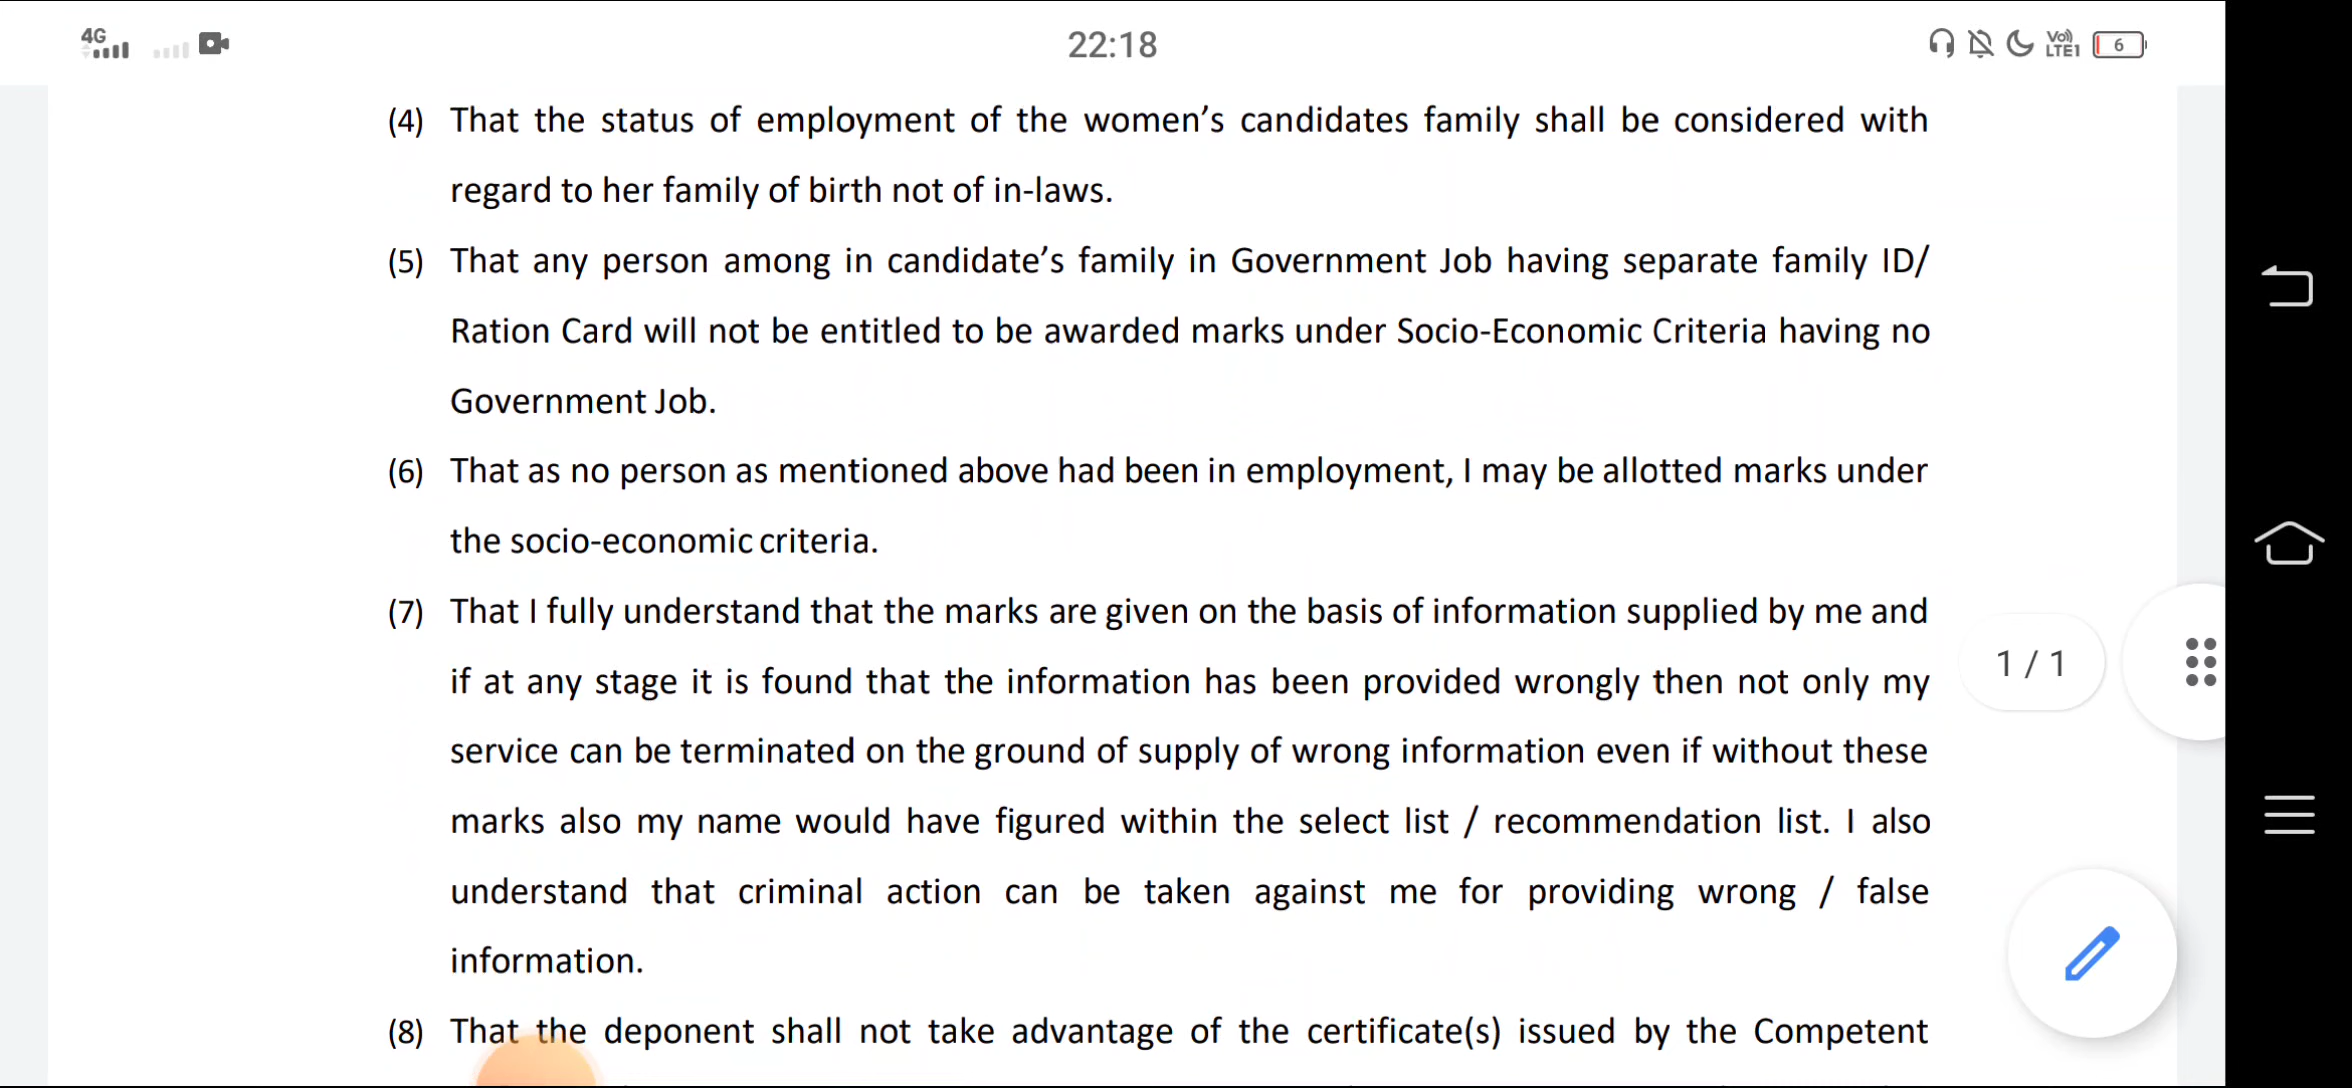 4G
22:18
Vo))
LTE1
6
(4) That the status of employment of the women’s candidates family shall be considered with
regard to her family of birth not of in-laws.
(5) That any person among in candidate’s family in Government Job having separate family ID/
Ration Card will not be entitled to be awarded marks under Socio-Economic Criteria having no
Government Job.
(6) That as no person as mentioned above had been in employment, I may be allotted marks under
the socio-economic criteria.
(7) That I fully understand that the marks are given on the basis of information supplied by me and
if at any stage it is found that the information has been provided wrongly then not only my
service can be terminated on the ground of supply of wrong information even if without these
marks also my name would have figured within the select list / recommendation list. I also
understand that criminal action can be taken against me for providing wrong / false
information.
(8) That the deponent shall not take advantage of the certificate(s) issued by the Competent
1 / 1